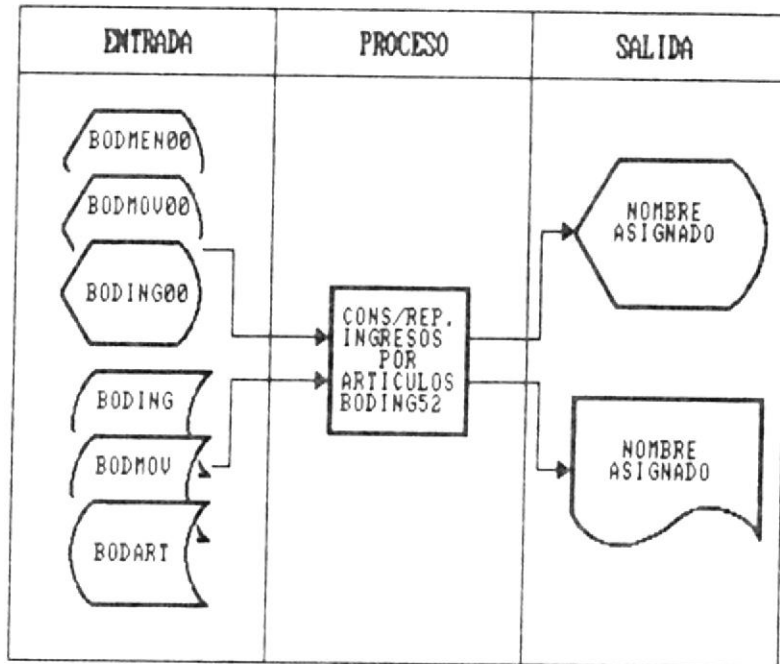 ENTRADA
PROCESO
SALIDA
BODMEN00
BODMOV00
BODING00
BODING
BODMOV
BODART
CONS/REP.
INGRESOS
POR
ARTICULOS
BODING52
NOMBRE
ASIGNADO
NOMBRE
ASIGNADO